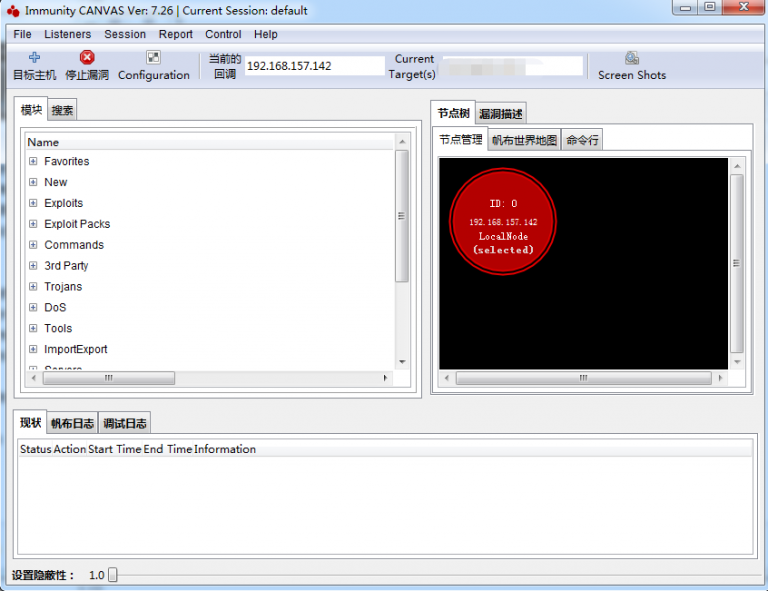 Immunity CANVAS Ver: 7.26 | Current Session: default
File Listeners Session Report Control Help
目标主机 停止漏洞 Configuration 当前的回调 192.168.157.142 Current Target(s) Screen Shots
模块 搜索
Name
Favorites
New
Exploits
Exploit Packs
Commands
3rd Party
Trojans
DoS
Tools
ImportExport
Servers
节点树 漏洞描述
节点管理 帆布世界地图 命令行
ID: 0
192.168.157.142
LocalNode
(selected)
现状 帆布日志 调试日志
Status Action Start Time End Time Information
设置隐蔽性： 1.0